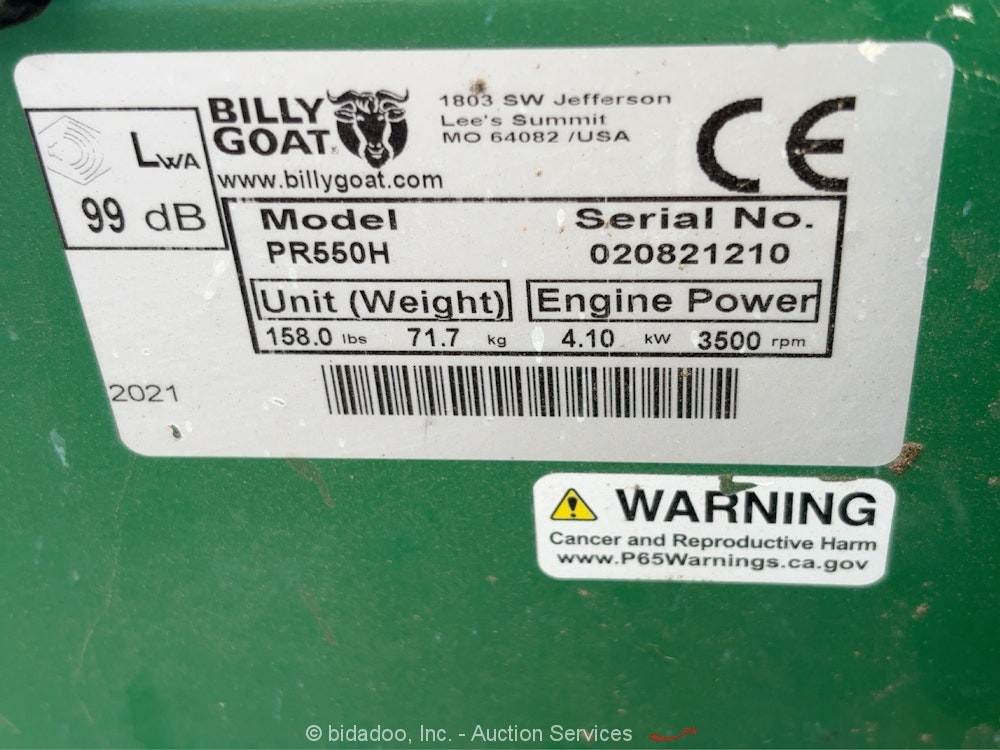 LWA
99 dB
BILLY
GOAT
www.billygoat.com
1803 SW Jefferson
Lee's Summit
MO 64082 /USA
CE
Model Serial No.
PR550H 020821210
Unit (Weight) Engine Power
158.0 lbs 71.7 kg 4.10 kW 3500 rpm
2021
WARNING
Cancer and Reproductive Harm
www.P65Warnings.ca.gov
© bidadoo, Inc. - Auction Services